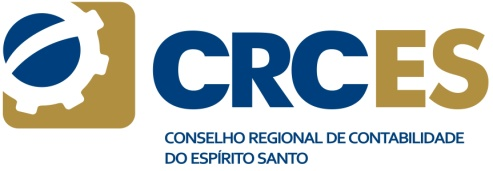 CRCES
CONSELHO REGIONAL DE CONTABILIDADE
DO ESPÍRITO SANTO